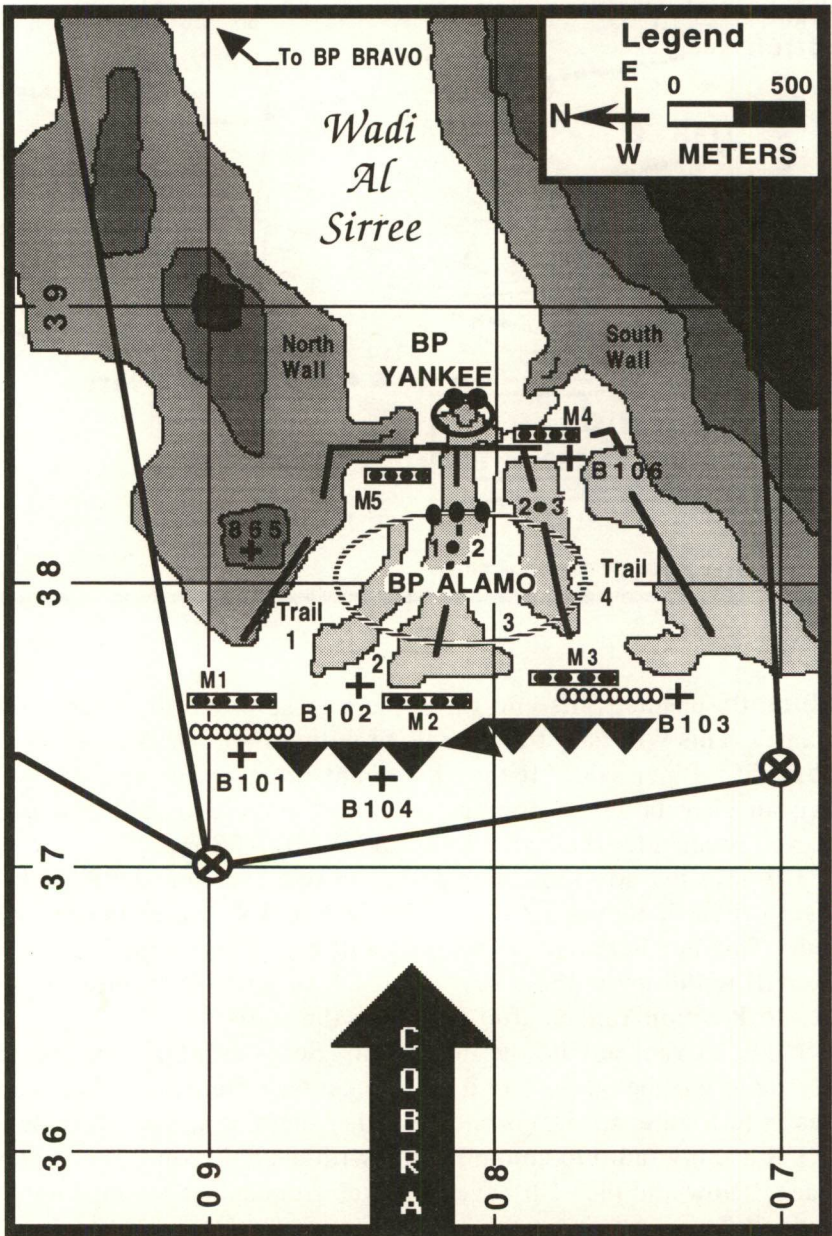 Legend
E
N
W
0 500
METERS
To BP BRAVO
Wadi
Al
Sirree
39
North
Wall
BP
YANKEE
South
Wall
M4
B106
M5
865
2 3
1 2
38
BP ALAMO
Trail
1
Trail
4
3
2
M1
M3
B102
M2
B103
B101
B104
37
COBRA
36
09
08
07